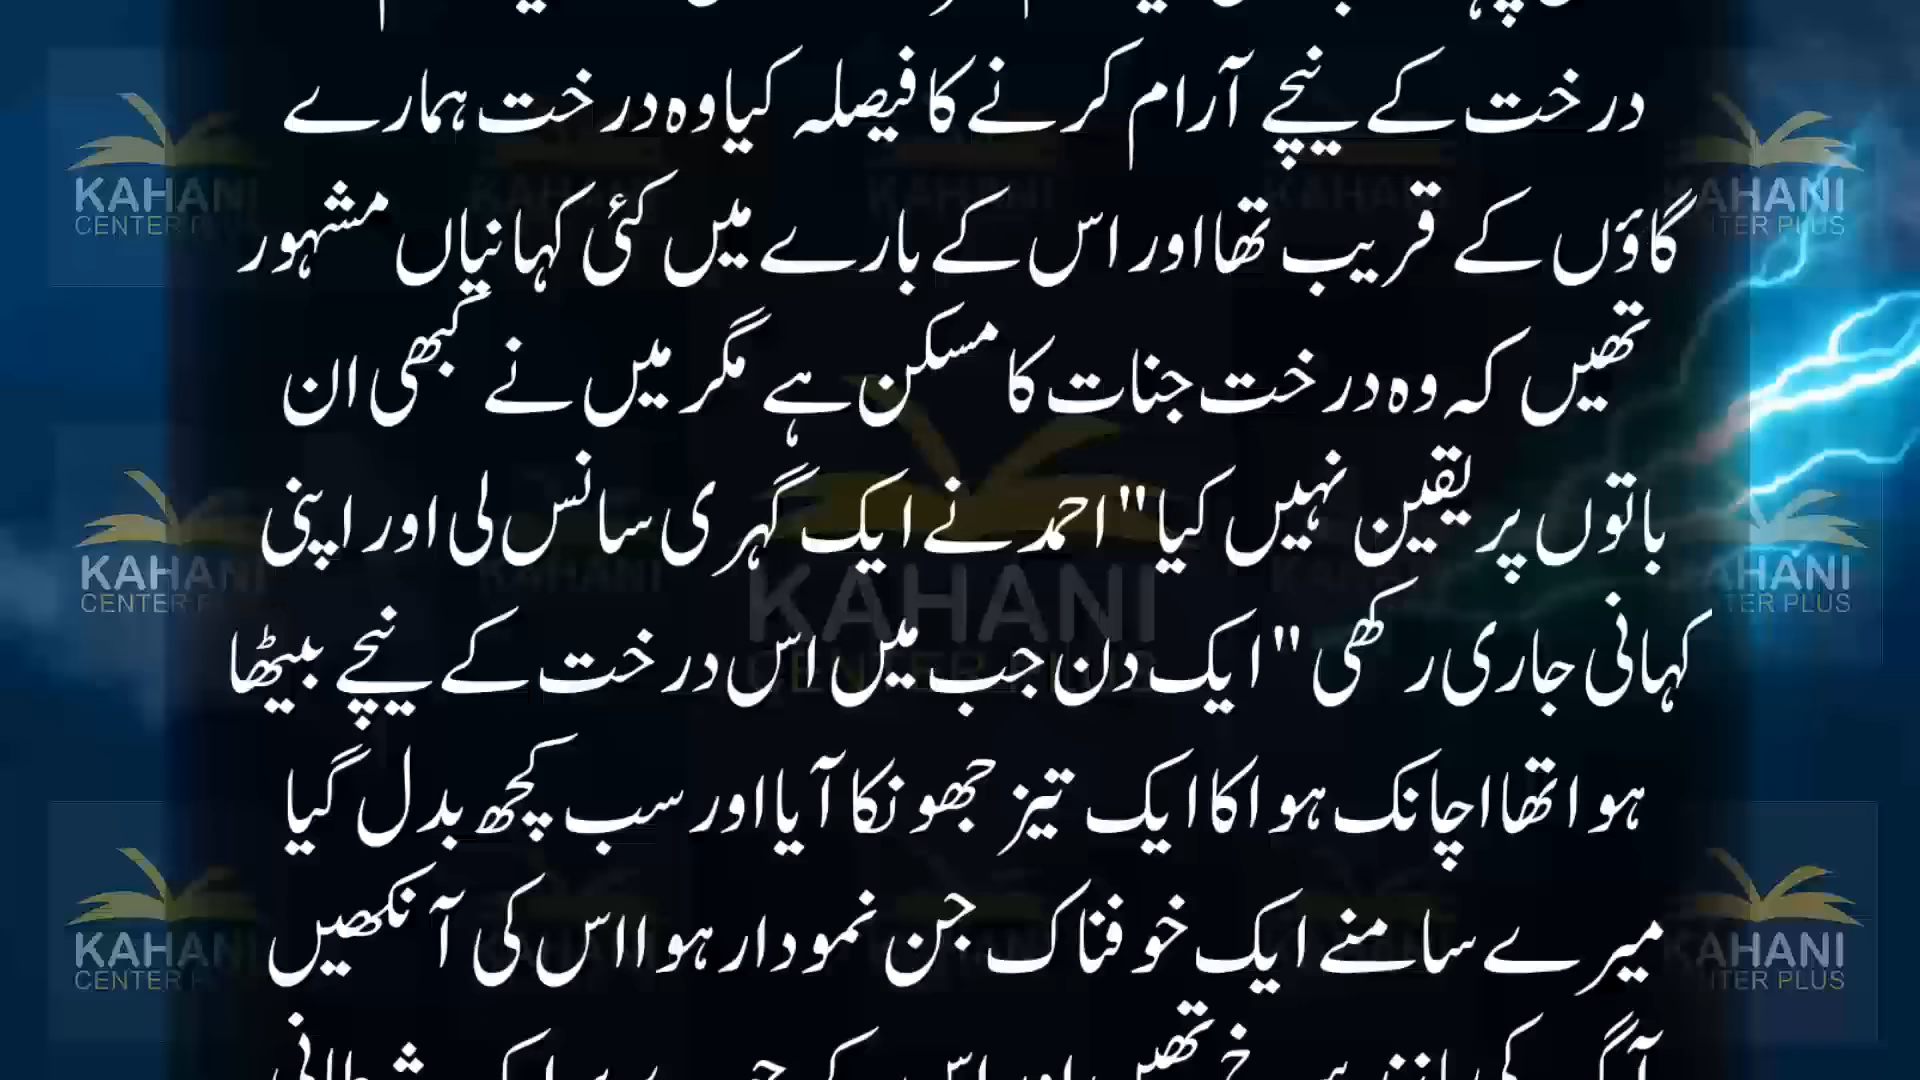 درخت کے نیچے آرام کرنے کا فیصلہ کیا وہ درخت ہمارے
گاؤں کے قریب تھا اور اس کے بارے میں کئی کہانیاں مشہور
تھیں کہ وہ درخت جنات کا مسکن ہے مگر میں نے کبھی ان
باتوں پر یقین نہیں کیا" احمد نے ایک گہری سانس لی اور اپنی
کہانی جاری رکھی "ایک دن جب میں اس درخت کے نیچے بیٹھا
ہوا تھا اچانک ہوا کا ایک تیز جھونکا آیا اور سب کچھ بدل گیا
میرے سامنے ایک خوفناک جن نمودار ہوا اس کی آنکھیں
KAHANI
CENTER PLUS